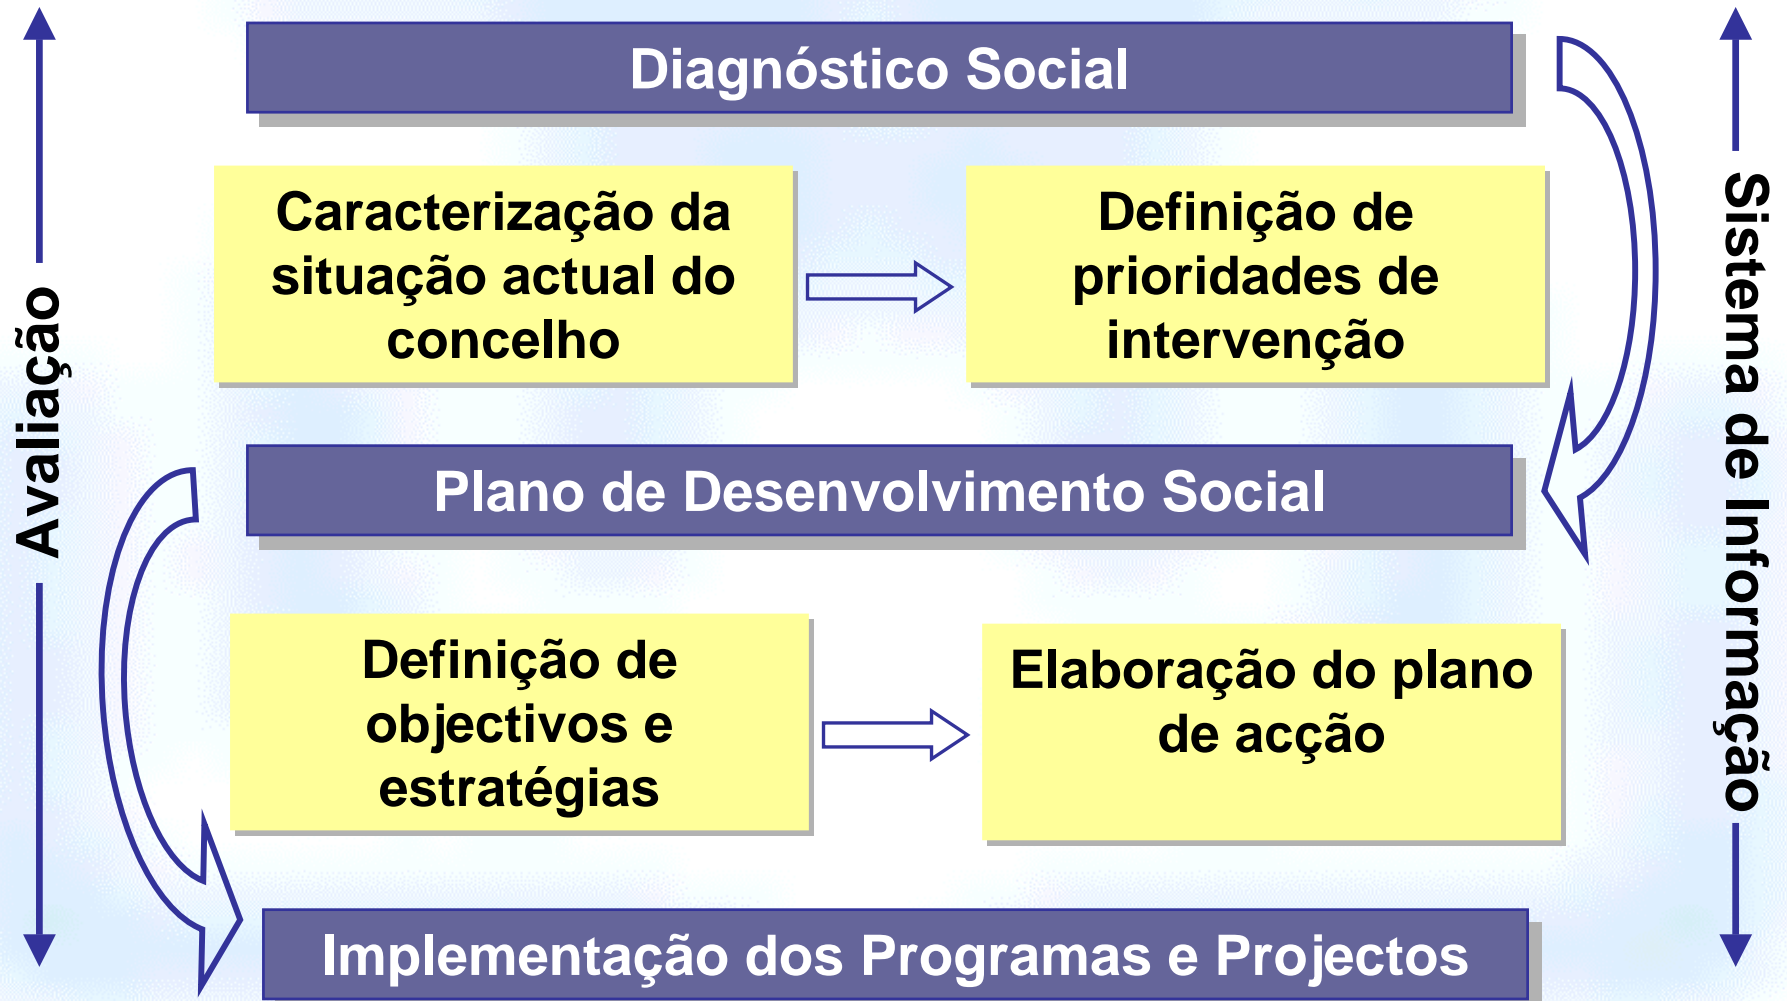 Diagnóstico Social
Caracterização da
situação actual do
concelho
Definição de
prioridades de
intervenção
Avaliação
Sistema de Informação
Plano de Desenvolvimento Social
Definição de
objectivos e
estratégias
Elaboração do plano
de acção
Implementação dos Programas e Projectos